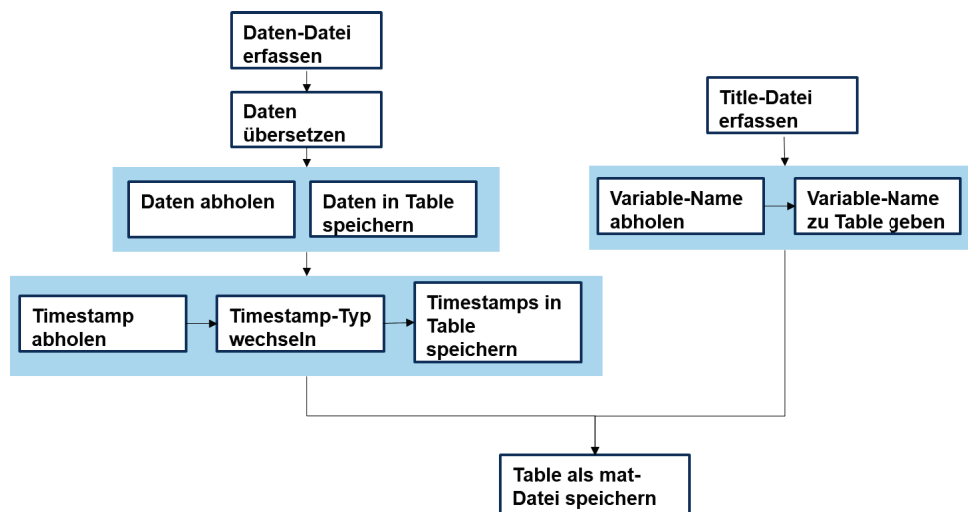 Daten-Datei
erfassen
Daten
übersetzen
Title-Datei
erfassen
Daten abholen
Daten in Table
speichern
Variable-Name
abholen
Variable-Name
zu Table geben
Timestamp
abholen
Timestamp-Typ
wechseln
Timestamps in
Table
speichern
Table als mat-
Datei speichern